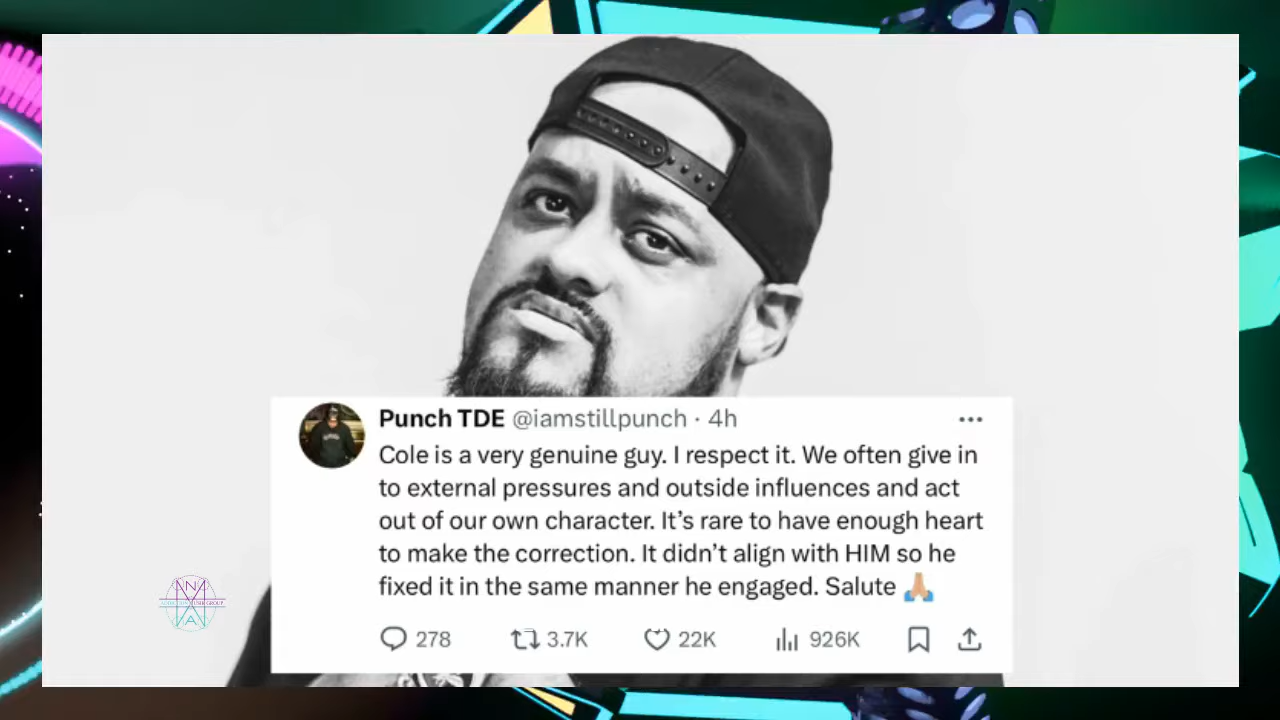 Punch TDE @iamstillpunch · 4h
Cole is a very genuine guy. I respect it. We often give in
to external pressures and outside influences and act
out of our own character. It’s rare to have enough heart
to make the correction. It didn’t align with HIM so he
fixed it in the same manner he engaged. Salute 🙏🏽
278 3.7K 22K 926K